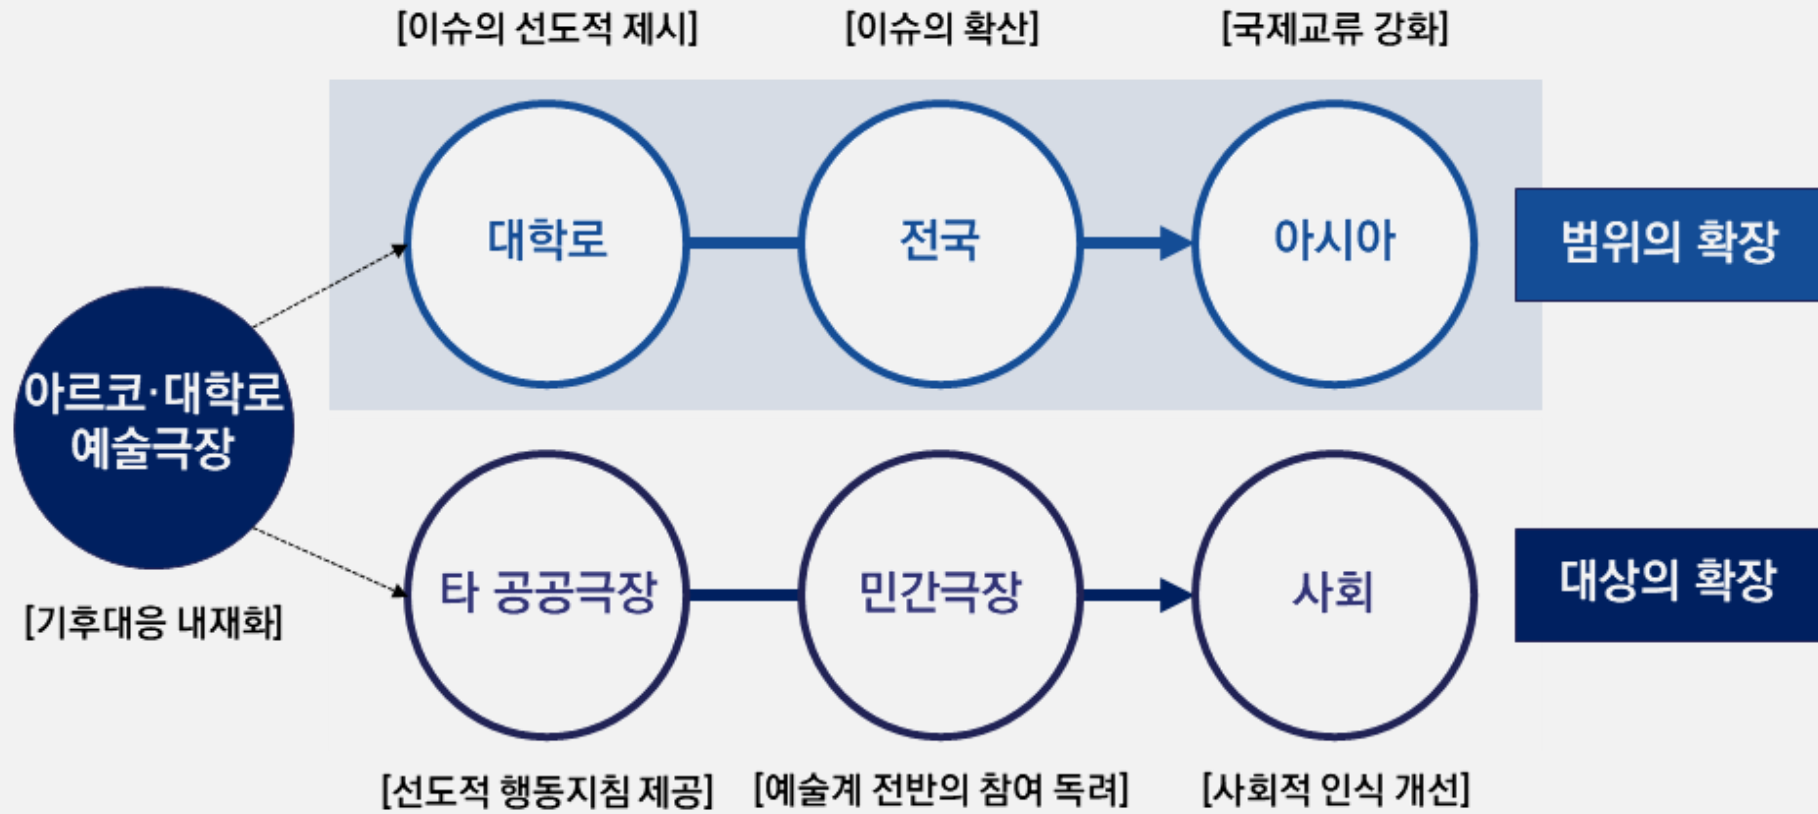 [이슈의 선도적 제시]
[이슈의 확산]
[국제교류 강화]
대학로
전국
아시아
범위의 확장
아르코·대학로
예술극장
[기후대응 내재화]
타 공공극장
민간극장
사회
대상의 확장
[선도적 행동지침 제공]
[예술계 전반의 참여 독려]
[사회적 인식 개선]